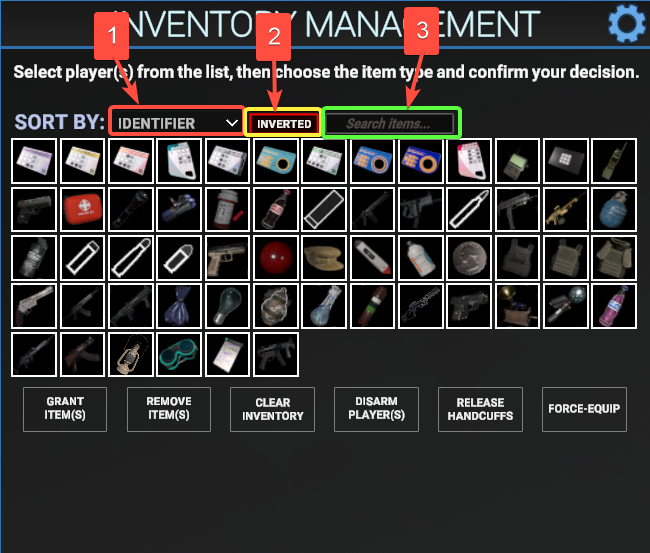 INVENTORY MANAGEMENT
1
2
3
Select player(s) from the list, then choose the item type and confirm your decision.
SORT BY: IDENTIFIER INVERTED Search items...
GRANT ITEM(S)
REMOVE ITEM(S)
CLEAR INVENTORY
DISARM PLAYER(S)
RELEASE HANDCUFFS
FORCE-EQUIP